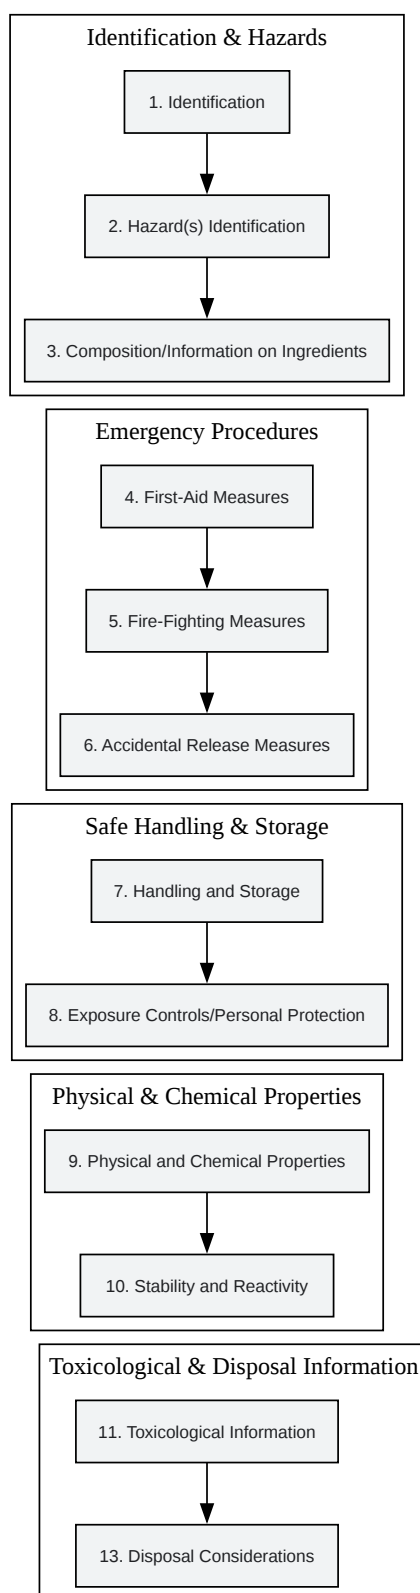 Identification & Hazards
1. Identification
2. Hazard(s) Identification
3. Composition/Information on Ingredients
Emergency Procedures
4. First-Aid Measures
5. Fire-Fighting Measures
6. Accidental Release Measures
Safe Handling & Storage
7. Handling and Storage
8. Exposure Controls/Personal Protection
Physical & Chemical Properties
9. Physical and Chemical Properties
10. Stability and Reactivity
Toxicological & Disposal Information
11. Toxicological Information
13. Disposal Considerations